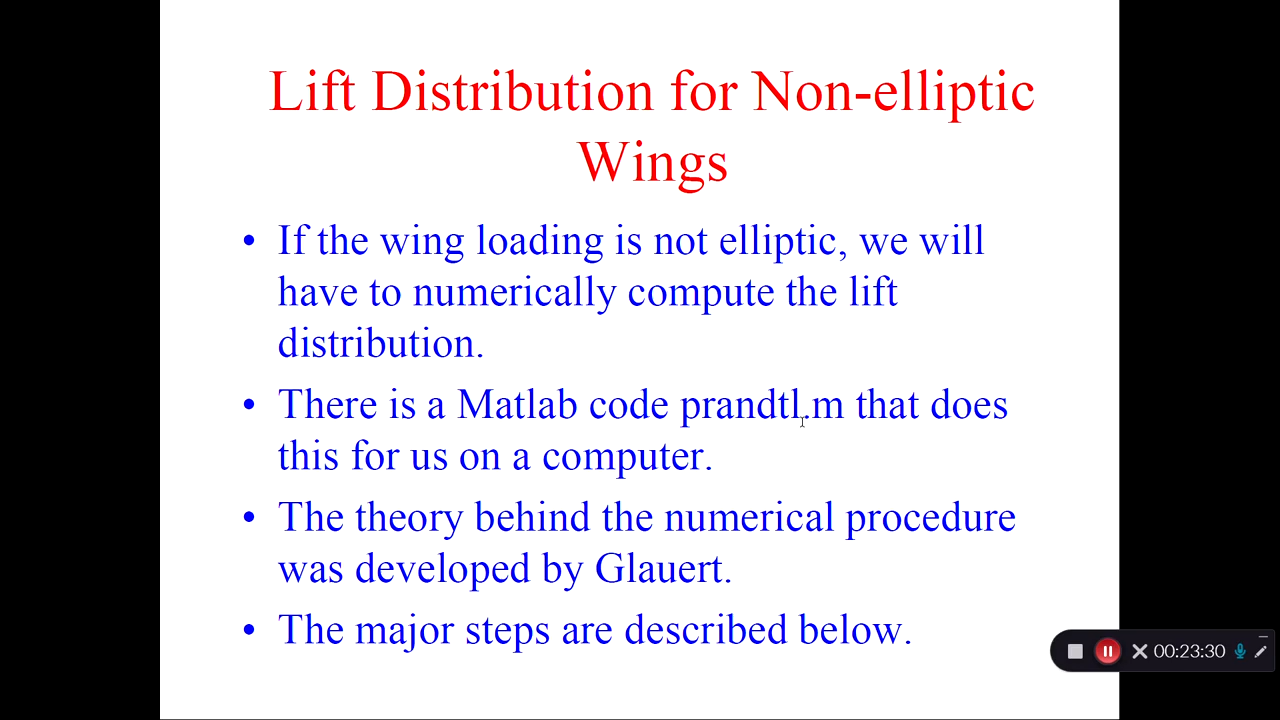 Lift Distribution for Non-elliptic
Wings
• If the wing loading is not elliptic, we will
have to numerically compute the lift
distribution.
• There is a Matlab code prandtl.m that does
this for us on a computer.
• The theory behind the numerical procedure
was developed by Glauert.
• The major steps are described below.
00:23:30